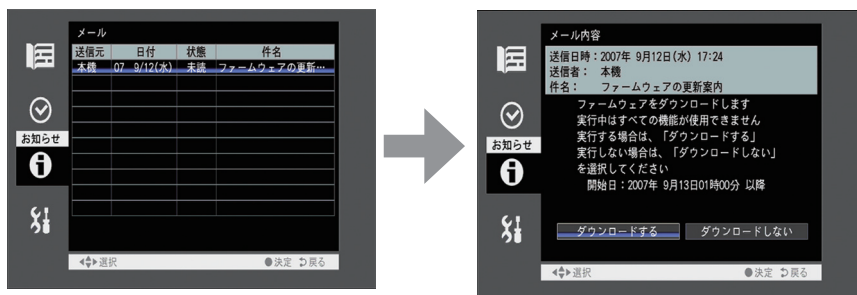 メール
送信元 日付 状態 件名
本機 07 9/12(水) 未読 ファームウェアの更新…
お知らせ
選択 決定 戻る
メール内容
送信日時：2007年 9月12日(水) 17:24
送信者： 本機
件名： ファームウェアの更新案内
ファームウェアをダウンロードします
実行中はすべての機能が使用できません
実行する場合は、「ダウンロードする」
実行しない場合は、「ダウンロードしない」
を選択してください
開始日：2007年 9月13日01時00分 以降
お知らせ
ダウンロードする ダウンロードしない
選択 決定 戻る